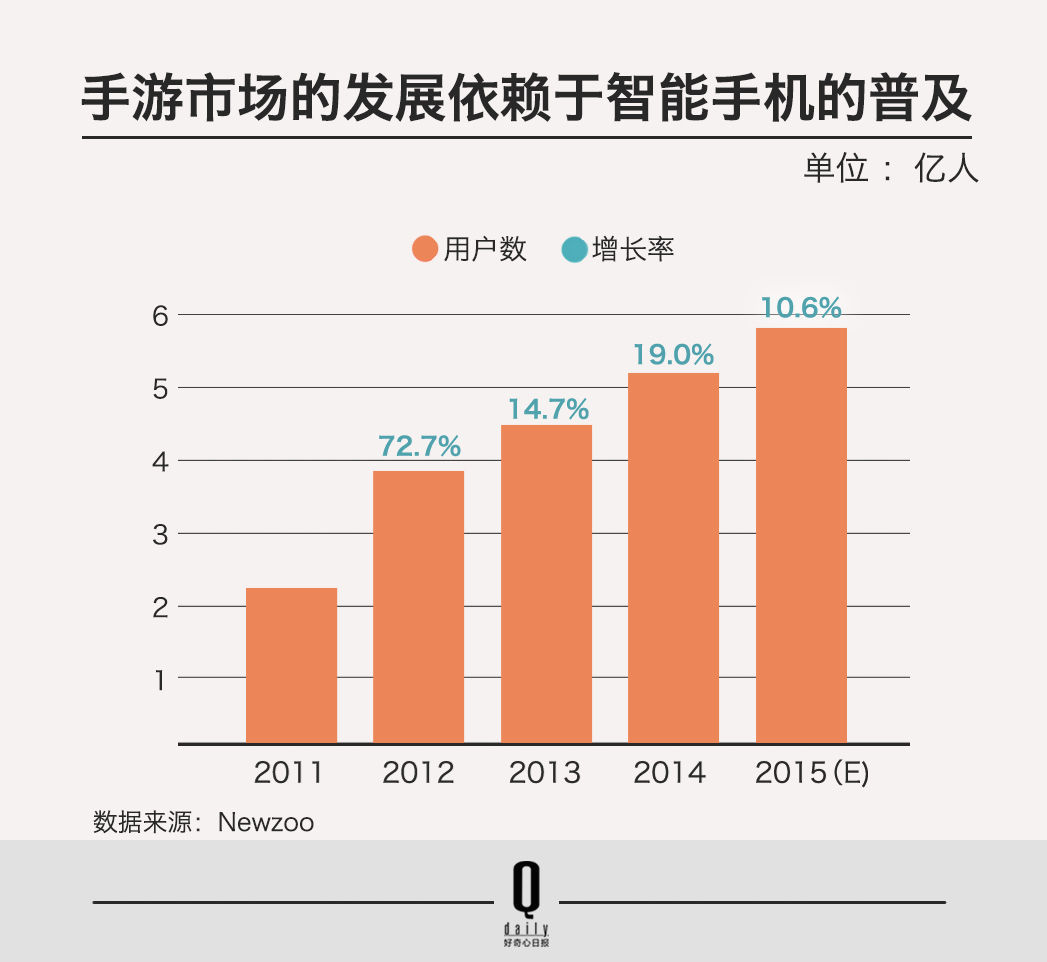 手游市场的发展依赖于智能手机的普及
单位：亿人
用户数 增长率
6
5
4
3
2
1
72.7%
14.7%
19.0%
10.6%
2011 2012 2013 2014 2015(E)
数据来源：Newzoo
Q
daily
好奇心日报